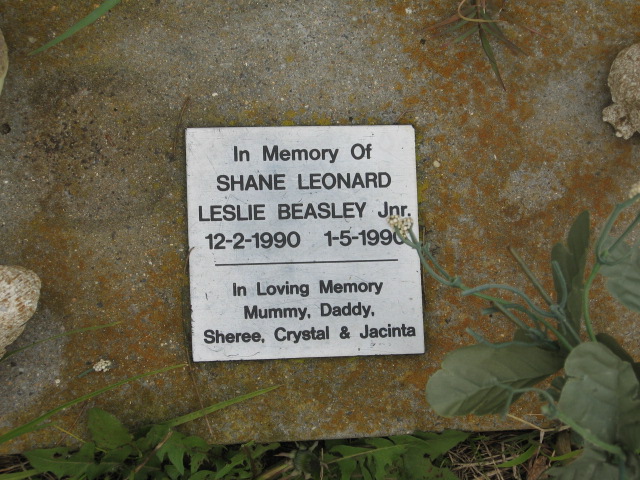 In Memory Of
SHANE LEONARD
LESLIE BEASLEY Jnr.
12-2-1990 1-5-1990
In Loving Memory
Mummy, Daddy,
Sheree, Crystal & Jacinta